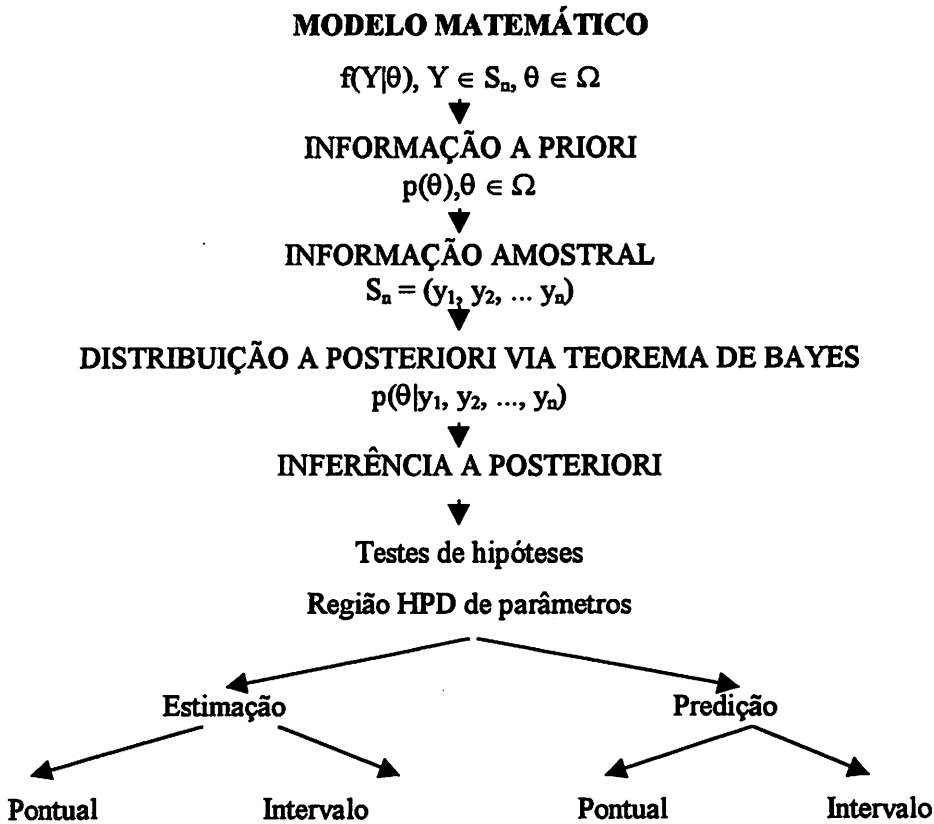 MODELO MATEMÁTICO
f(Y|θ), Y ∈ Sₙ, θ ∈ Ω
INFORMAÇÃO A PRIORI
p(θ),θ ∈ Ω
INFORMAÇÃO AMOSTRAL
Sₙ = (y₁, y₂, ... yₙ)
DISTRIBUIÇÃO A POSTERIORI VIA TEOREMA DE BAYES
p(θ|y₁, y₂, ..., yₙ)
INFERÊNCIA A POSTERIORI
Testes de hipóteses
Região HPD de parâmetros
Estimação Predição
Pontual Intervalo Pontual Intervalo